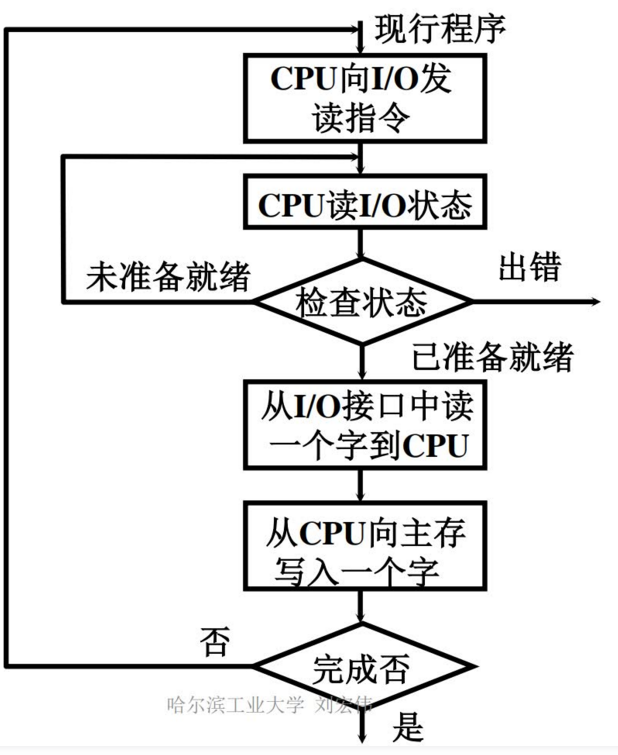 现行程序
CPU向I/O发
读指令
CPU读I/O状态
未准备就绪
检查状态
出错
已准备就绪
从I/O接口中读
一个字到CPU
从CPU向主存
写入一个字
否
完成否
哈尔滨工业大学 刘宏伟
是